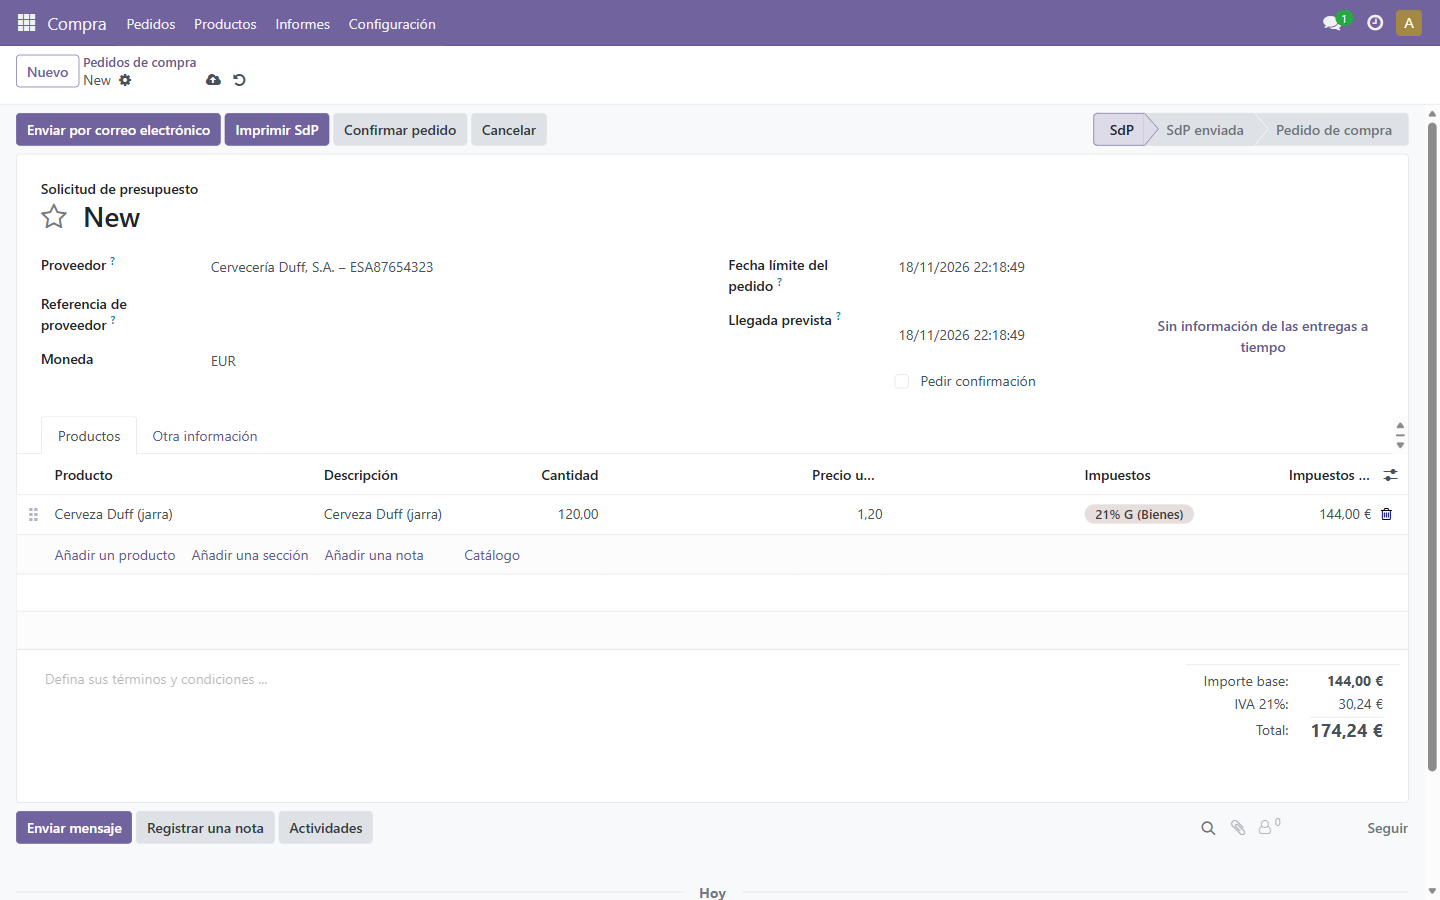 Compra Pedidos Productos Informes Configuración 1 A
Nuevo
Pedidos de compra
New
Enviar por correo electrónico Imprimir SdP Confirmar pedido Cancelar SdP SdP enviada Pedido de compra
Solicitud de presupuesto
New
Proveedor ? Cervecería Duff, S.A. – ESA87654323
Referencia de proveedor ?
Moneda EUR
Fecha límite del pedido ? 18/11/2026 22:18:49
Llegada prevista ? 18/11/2026 22:18:49
Sin información de las entregas a tiempo
Pedir confirmación
Productos Otra información
Producto Descripción Cantidad Precio u... Impuestos Impuestos ...
Cerveza Duff (jarra) Cerveza Duff (jarra) 120,00 1,20 21% G (Bienes) 144,00 €
Añadir un producto Añadir una sección Añadir una nota Catálogo
Defina sus términos y condiciones ...
Importe base: 144,00 €
IVA 21%: 30,24 €
Total: 174,24 €
Enviar mensaje Registrar una nota Actividades 0 Seguir
Hoy